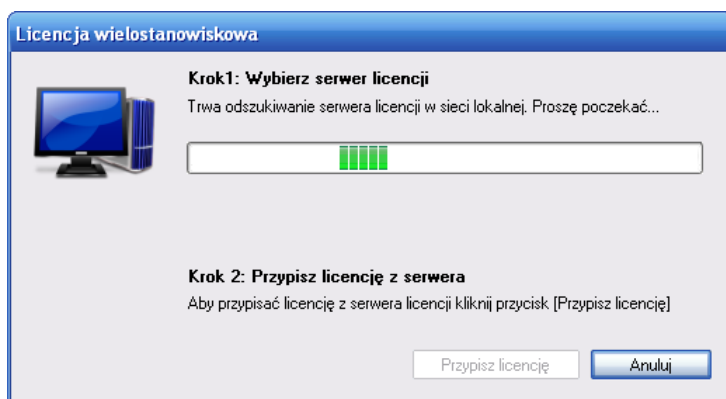 Licencja wielostanowiskowa
Krok1: Wybierz serwer licencji
Trwa odszukiwanie serwera licencji w sieci lokalnej. Proszę poczekać...
Krok 2: Przypisz licencję z serwera
Aby przypisać licencję z serwera licencji kliknij przycisk [Przypisz licencję]
Przypisz licencję
Anuluj